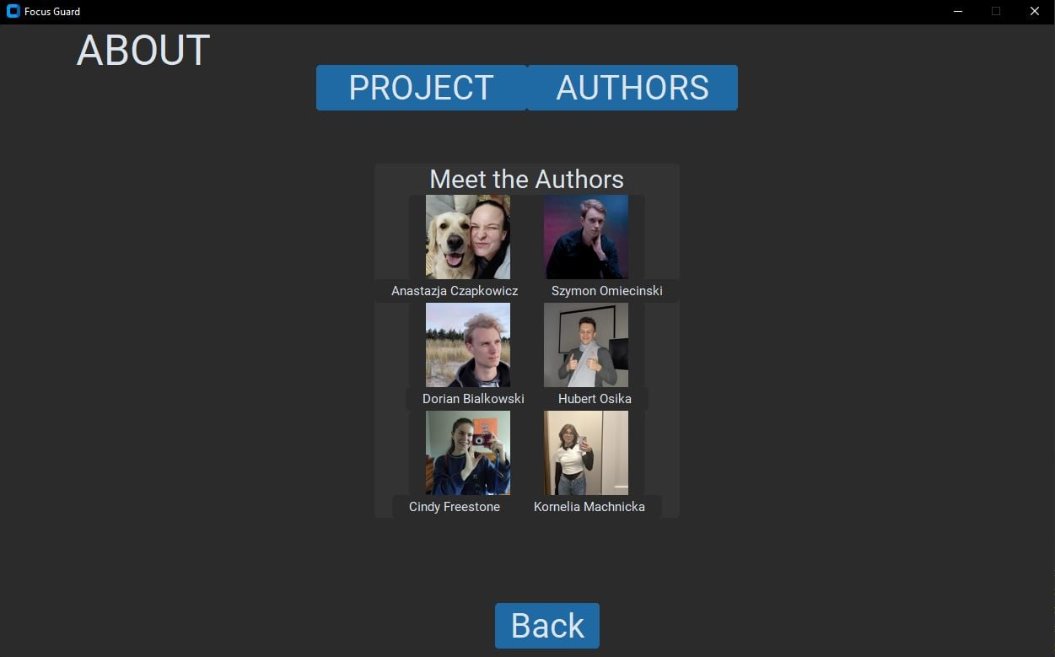 Focus Guard
ABOUT
PROJECT AUTHORS
Meet the Authors
Anastazja Czapkowicz Szymon Omiecinski
Dorian Bialkowski Hubert Osika
Cindy Freestone Kornelia Machnicka
Back